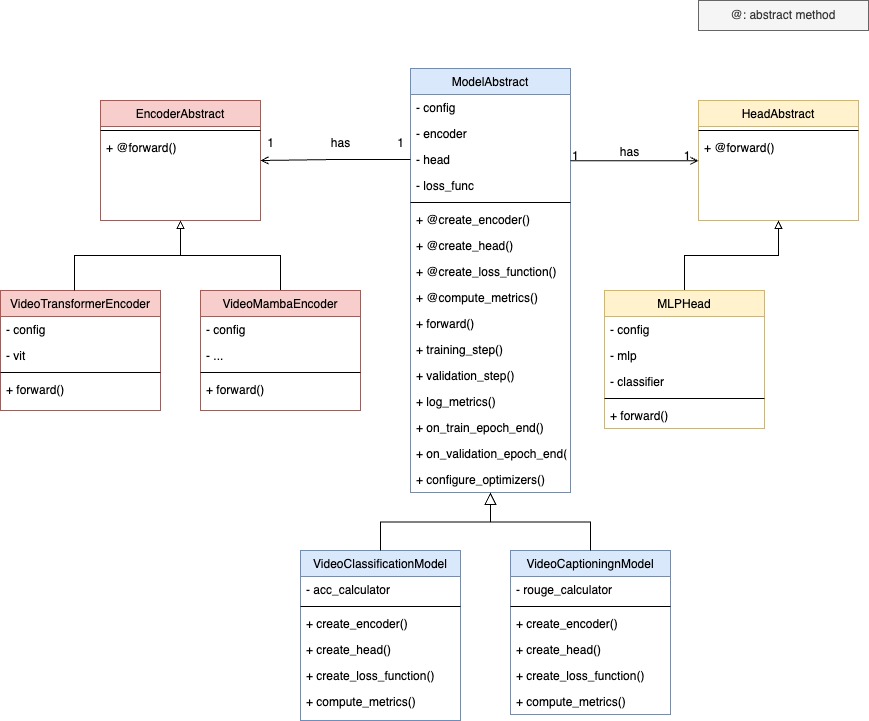 @: abstract method
ModelAbstract
- config
- encoder
- head
- loss_func
+ @create_encoder()
+ @create_head()
+ @create_loss_function()
+ @compute_metrics()
+ forward()
+ training_step()
+ validation_step()
+ log_metrics()
+ on_train_epoch_end()
+ on_validation_epoch_end(
+ configure_optimizers()
EncoderAbstract
+ @forward()
1 has 1
HeadAbstract
+ @forward()
1 has 1
VideoTransformerEncoder
- config
- vit
+ forward()
VideoMambaEncoder
- config
- ...
+ forward()
MLPHead
- config
- mlp
- classifier
+ forward()
VideoClassificationModel
- acc_calculator
+ create_encoder()
+ create_head()
+ create_loss_function()
+ compute_metrics()
VideoCaptioningnModel
- rouge_calculator
+ create_encoder()
+ create_head()
+ create_loss_function()
+ compute_metrics()